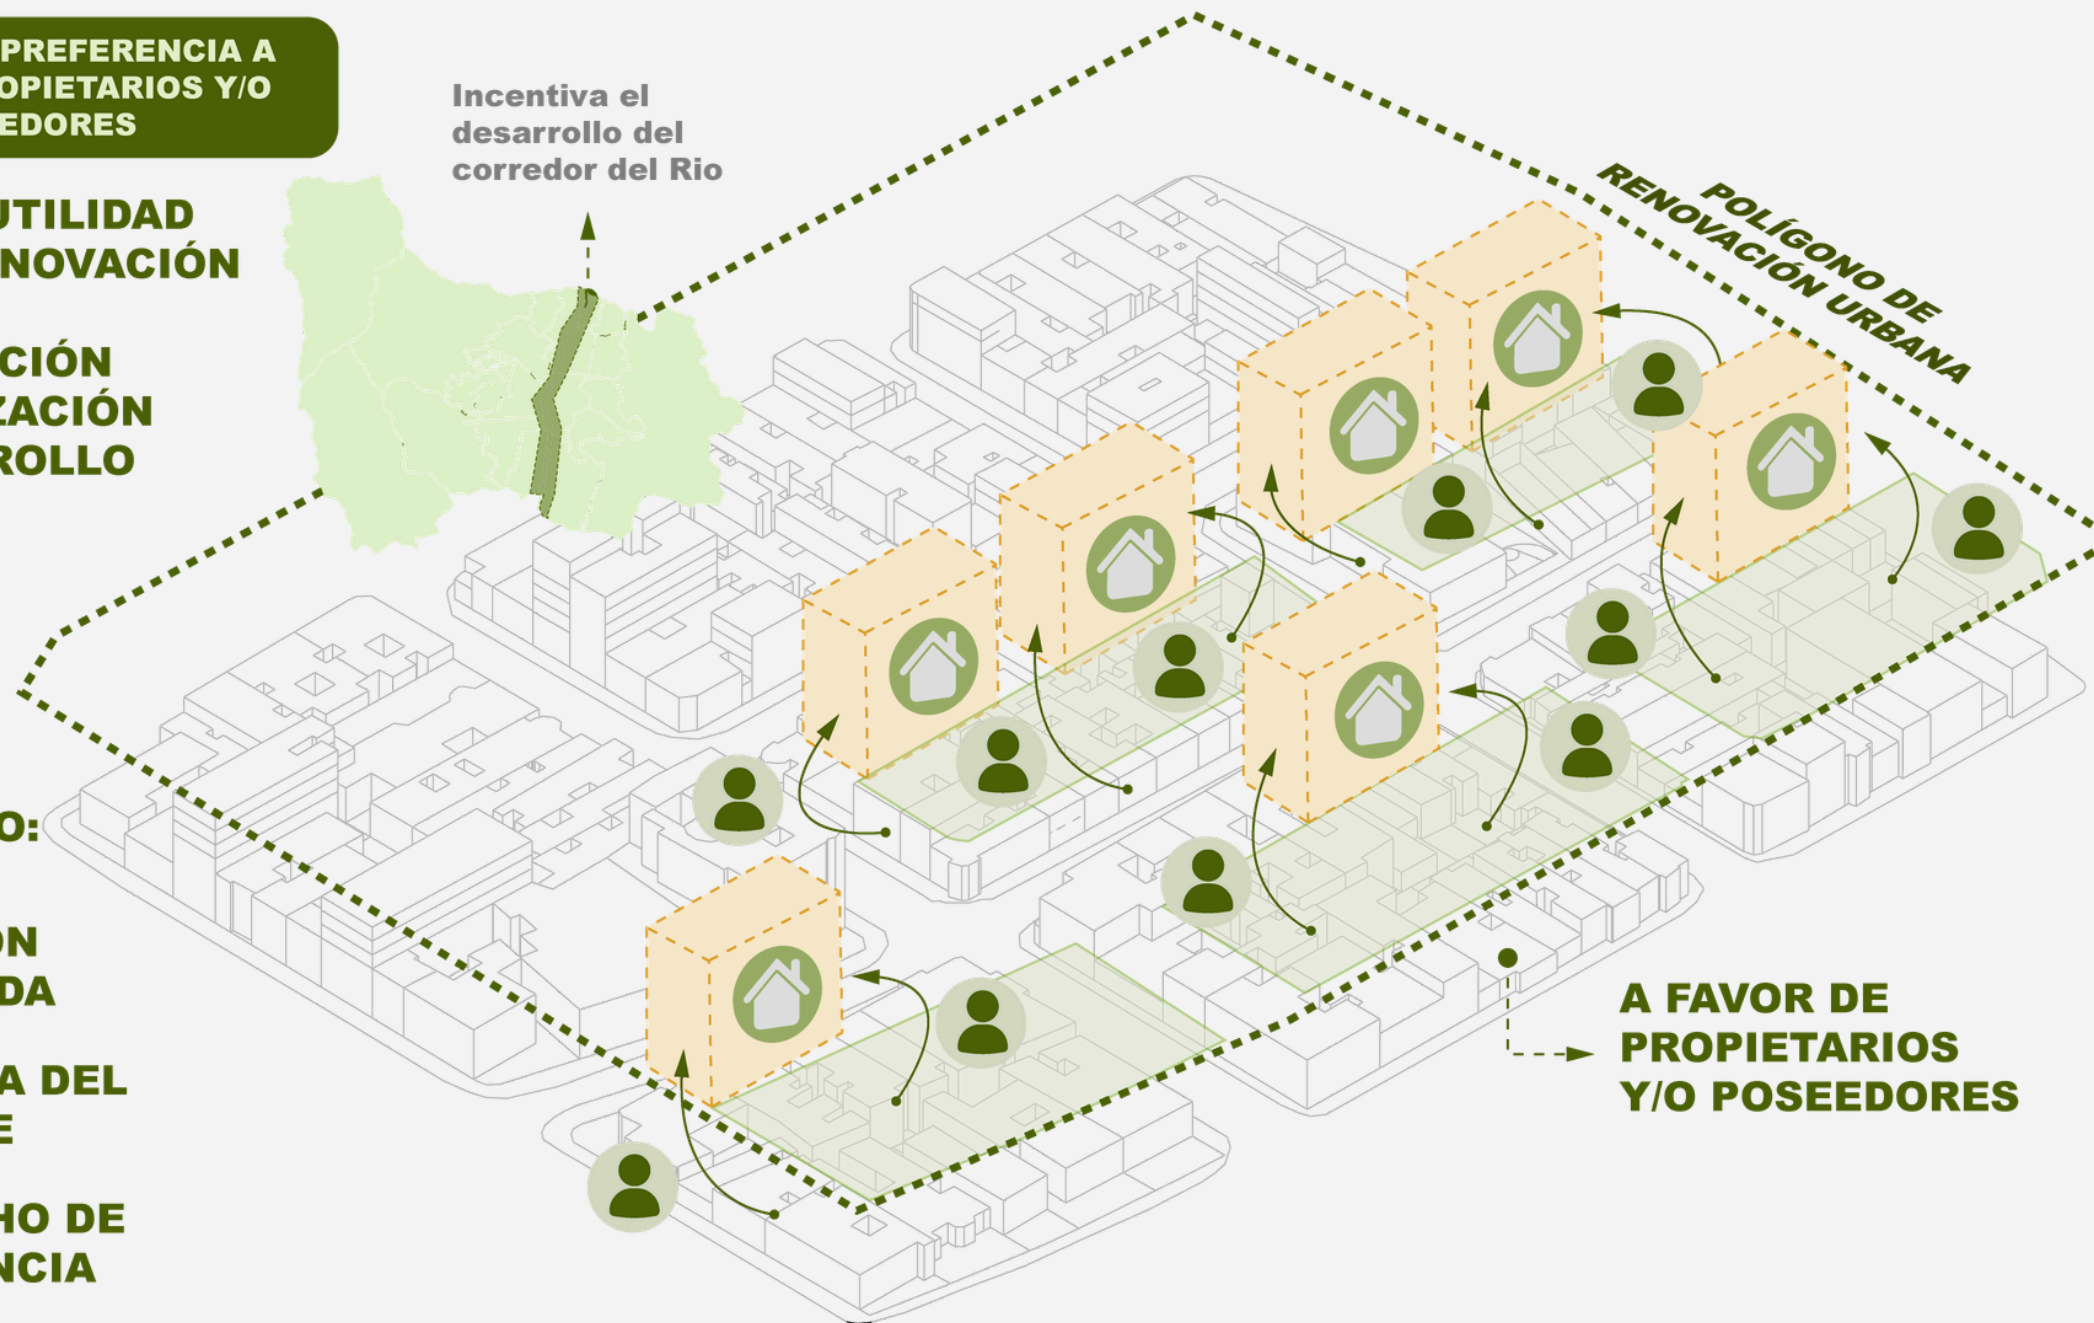 PREFERENCIA A
OPIETARIOS Y/O
EDORES
Incentiva el
desarrollo del
corredor del Rio
UTILIDAD
NOVACIÓN
CIÓN
ZACIÓN
ROLLO
POLÍGONO DE
RENOVACIÓN URBANA
O:
ÓN
DA
A DEL
E
HO DE
NCIA
A FAVOR DE
PROPIETARIOS
Y/O POSEEDORES